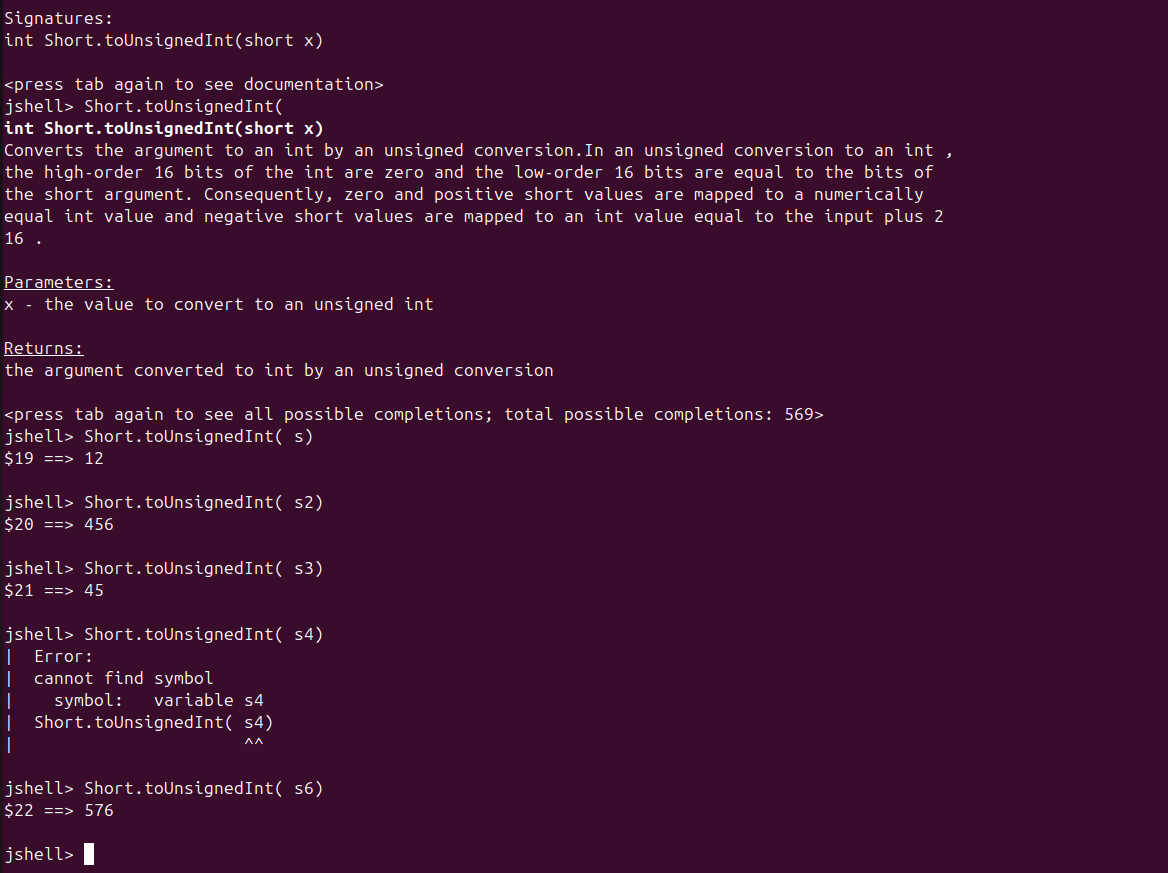 Signatures:
int Short.toUnsignedInt(short x)

<press tab again to see documentation>
jshell> Short.toUnsignedInt(
int Short.toUnsignedInt(short x)
Converts the argument to an int by an unsigned conversion.In an unsigned conversion to an int ,
the high-order 16 bits of the int are zero and the low-order 16 bits are equal to the bits of
the short argument. Consequently, zero and positive short values are mapped to a numerically
equal int value and negative short values are mapped to an int value equal to the input plus 2
16 .

Parameters:
x - the value to convert to an unsigned int

Returns:
the argument converted to int by an unsigned conversion

<press tab again to see all possible completions; total possible completions: 569>
jshell> Short.toUnsignedInt( s)
$19 ==> 12

jshell> Short.toUnsignedInt( s2)
$20 ==> 456

jshell> Short.toUnsignedInt( s3)
$21 ==> 45

jshell> Short.toUnsignedInt( s4)
|  Error:
|  cannot find symbol
|    symbol:   variable s4
|  Short.toUnsignedInt( s4)
|                       ^^

jshell> Short.toUnsignedInt( s6)
$22 ==> 576

jshell>